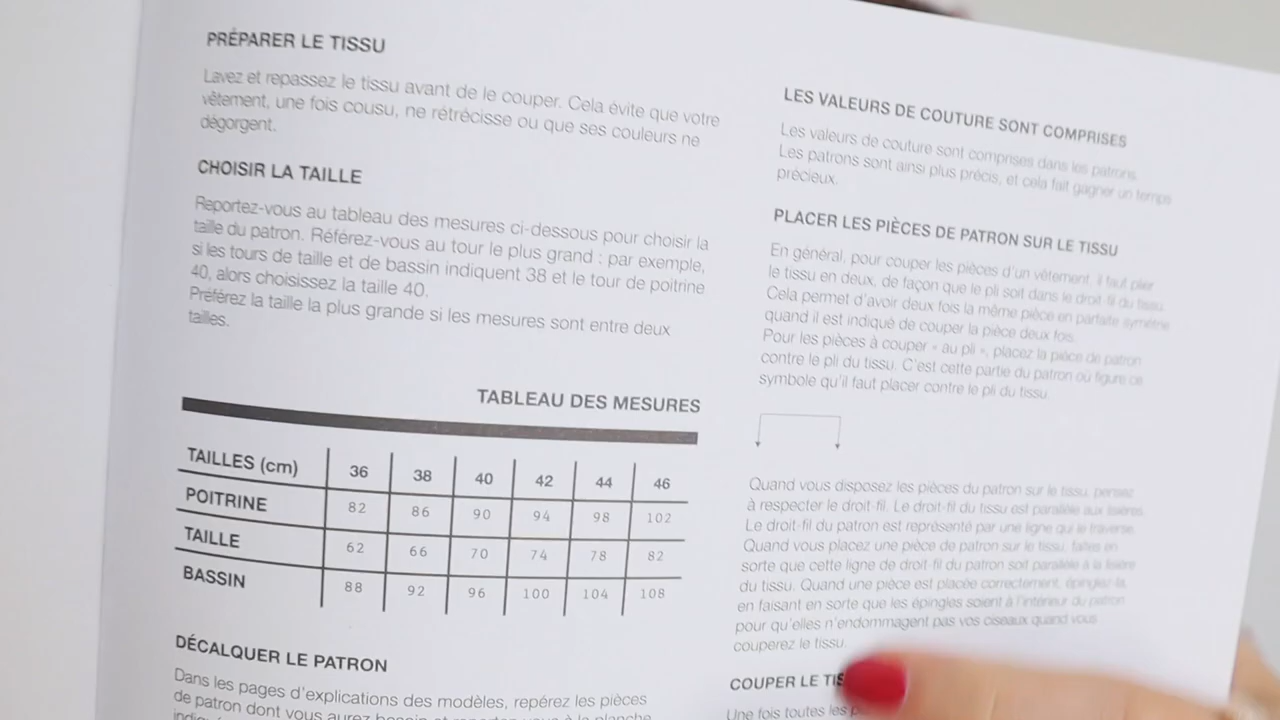 PRÉPARER LE TISSU
Lavez et repassez le tissu avant de le couper. Cela évite que votre
vêtement, une fois cousu, ne rétrécisse ou que ses couleurs ne
dégorgent.
CHOISIR LA TAILLE
Reportez-vous au tableau des mesures ci-dessous pour choisir la
taille du patron. Référez-vous au tour le plus grand : par exemple,
si les tours de taille et de bassin indiquent 38 et le tour de poitrine
40, alors choisissez la taille 40.
Préférez la taille la plus grande si les mesures sont entre deux
tailles.
TABLEAU DES MESURES
TAILLES (cm) 36 38 40 42 44 46
POITRINE 82 86 90 94 98 102
TAILLE 62 66 70 74 78 82
BASSIN 88 92 96 100 104 108
DÉCALQUER LE PATRON
Dans les pages d'explications des modèles, repérez les pièces
de patron dont vous aurez besoin et reportez-vous à la planche
LES VALEURS DE COUTURE SONT COMPRISES
Les valeurs de couture sont comprises dans les patrons.
Les patrons sont ainsi plus précis, et cela fait gagner un temps
précieux.
PLACER LES PIÈCES DE PATRON SUR LE TISSU
En général, pour couper les pièces d'un vêtement, il faut plier
le tissu en deux, de façon que le pli soit dans le droit-fil du tissu.
Cela permet d'avoir deux fois la même pièce en parfaite symétrie
quand il est indiqué de couper la pièce deux fois.
Pour les pièces à couper « au pli », placez la pièce de patron
contre le pli du tissu. C'est cette partie du patron où figure ce
symbole qu'il faut placer contre le pli du tissu.
Quand vous disposez les pièces du patron sur le tissu, pensez
à respecter le droit-fil. Le droit-fil du tissu est parallèle aux lisières.
Le droit-fil du patron est représenté par une ligne qui le traverse.
Quand vous placez une pièce de patron sur le tissu, faites en
sorte que cette ligne de droit-fil du patron soit parallèle à la lisière
du tissu. Quand une pièce est placée correctement, épinglez-la,
en faisant en sorte que les épingles soient à l'intérieur du patron
pour qu'elles n'endommagent pas vos ciseaux quand vous
couperez le tissu.
COUPER LE TIS
Une fois toutes les p